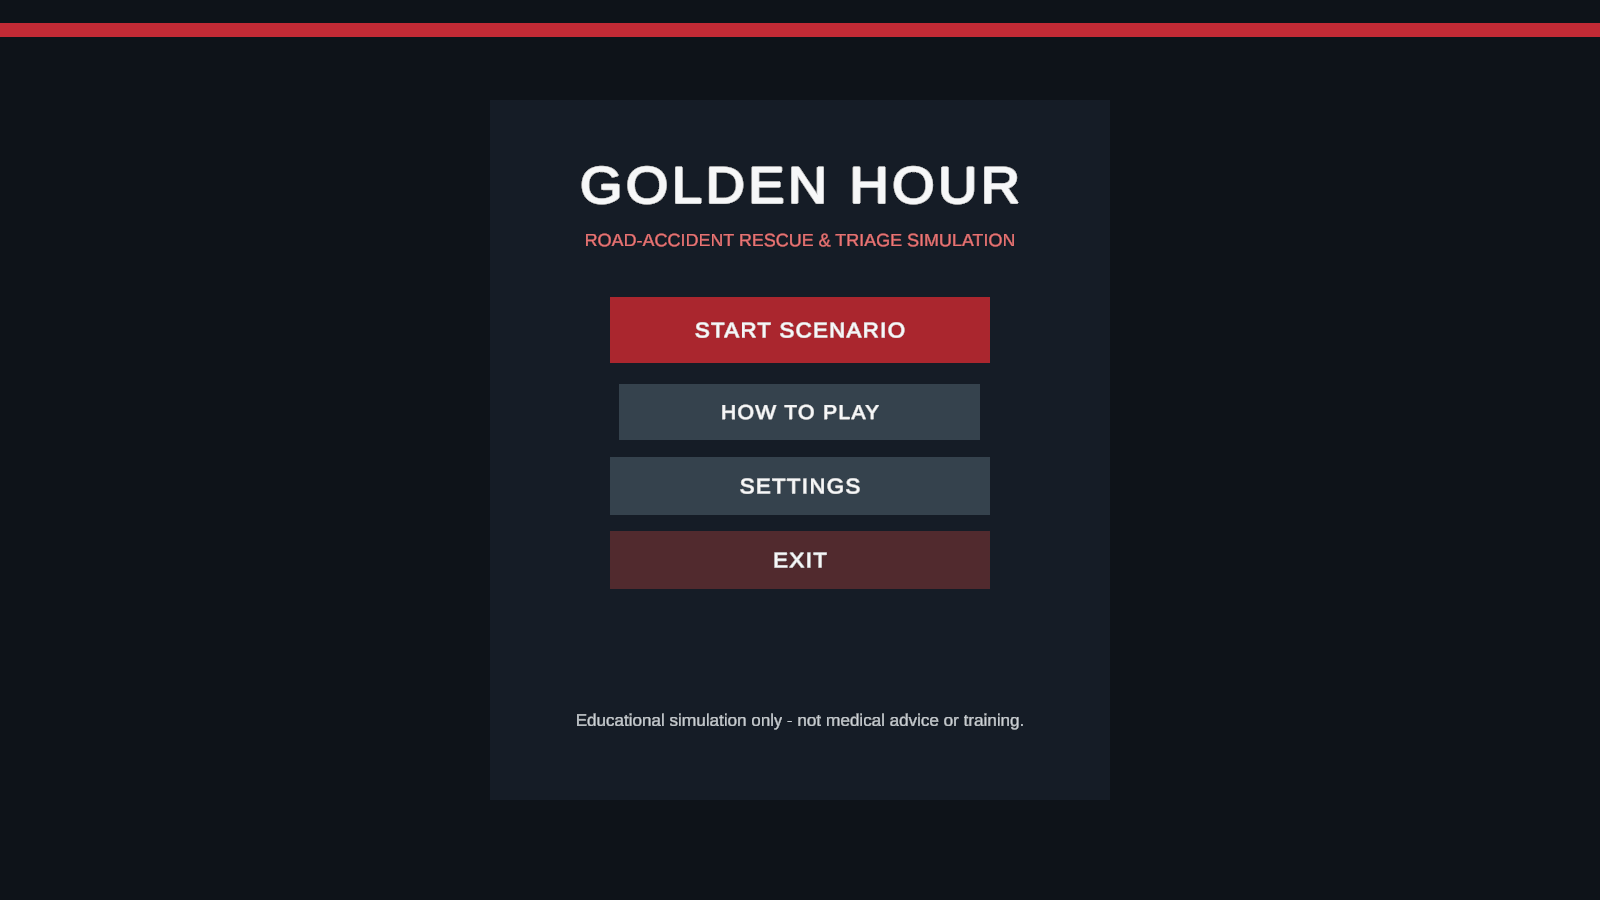 GOLDEN HOUR
ROAD-ACCIDENT RESCUE & TRIAGE SIMULATION
START SCENARIO
HOW TO PLAY
SETTINGS
EXIT
Educational simulation only - not medical advice or training.